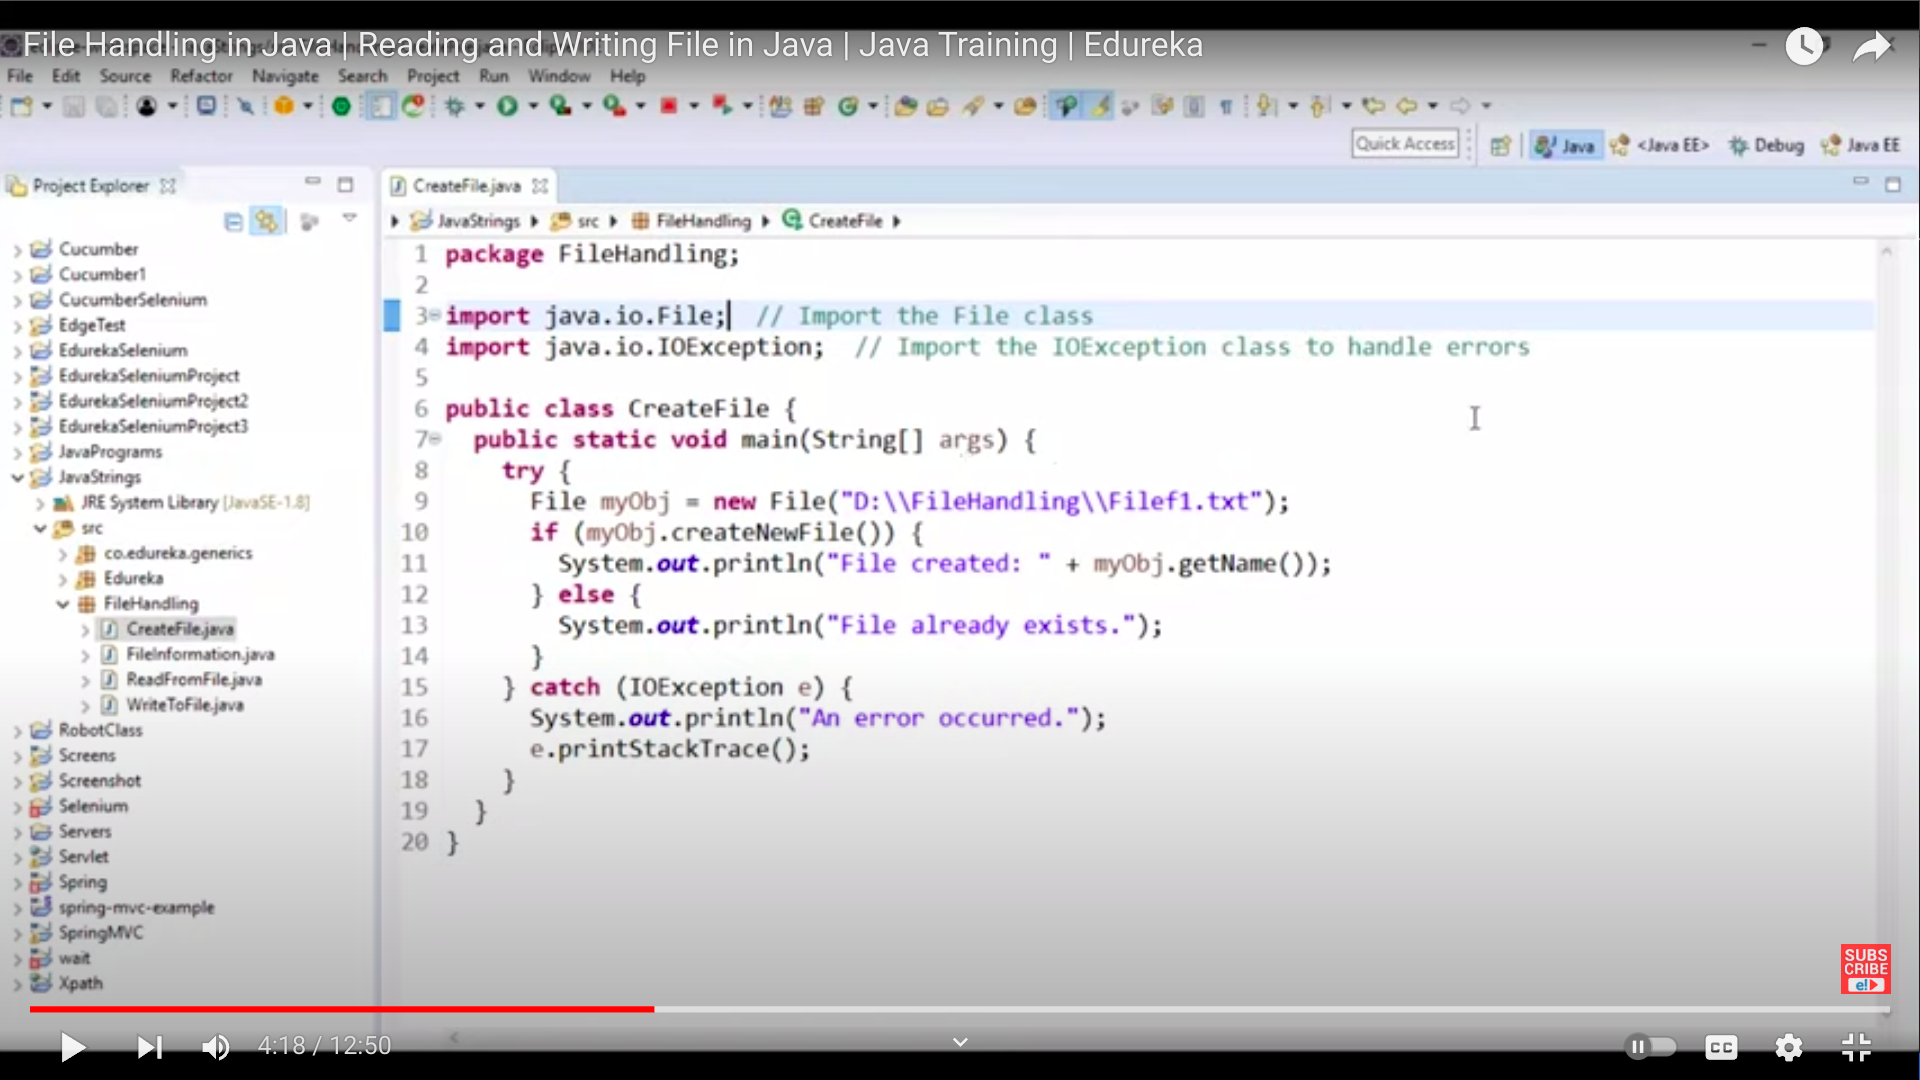 File Handling in Java | Reading and Writing File in Java | Java Training | Edureka
File Edit Source Refactor Navigate Search Project Run Window Help
Quick Access Java <Java EE> Debug Java EE
Project Explorer
Cucumber
Cucumber1
CucumberSelenium
EdgeTest
EdurekaSelenium
EdurekaSeleniumProject
EdurekaSeleniumProject2
EdurekaSeleniumProject3
JavaPrograms
JavaStrings
JRE System Library [JavaSE-1.8]
src
co.edureka.generics
Edureka
FileHandling
CreateFile.java
FileInformation.java
ReadFromFile.java
WriteToFile.java
RobotClass
Screens
Screenshot
Selenium
Servers
Servlet
Spring
spring-mvc-example
SpringMVC
wait
Xpath
CreateFile.java
JavaStrings src FileHandling CreateFile
1 package FileHandling;
2
3 import java.io.File; // Import the File class
4 import java.io.IOException; // Import the IOException class to handle errors
5
6 public class CreateFile {
7 public static void main(String[] args) {
8 try {
9 File myObj = new File("D:\\FileHandling\\Filef1.txt");
10 if (myObj.createNewFile()) {
11 System.out.println("File created: " + myObj.getName());
12 } else {
13 System.out.println("File already exists.");
14 }
15 } catch (IOException e) {
16 System.out.println("An error occurred.");
17 e.printStackTrace();
18 }
19 }
20 }
SUBS
CRIBE
e!
4:18 / 12:50
CC